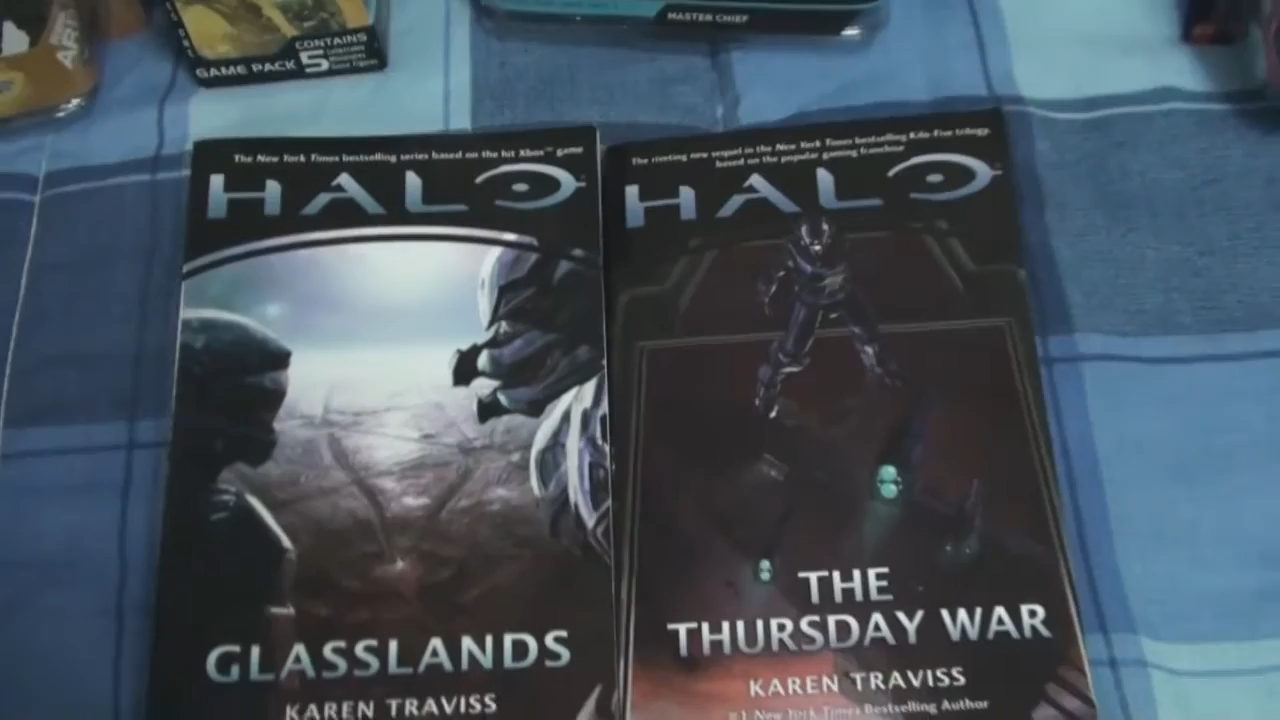 MASTER CHIEF
CONTAINS
GAME PACK 5
The New York Times bestselling series based on the hit Xbox™ game
HALO
GLASSLANDS
KAREN TRAVISS
The riveting new sequel in the New York Times bestselling Kilo-Five trilogy,
based on the popular gaming franchise
HALO
THE
THURSDAY WAR
KAREN TRAVISS
#1 New York Times Bestselling Author